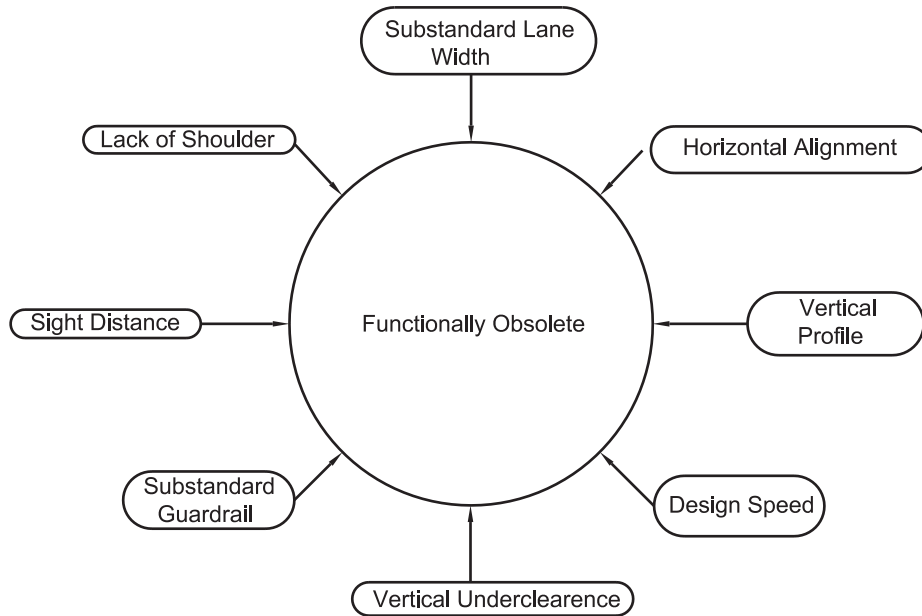 Substandard Lane
Width
Lack of Shoulder
Horizontal Alignment
Sight Distance
Functionally Obsolete
Vertical
Profile
Substandard
Guardrail
Design Speed
Vertical Underclearence